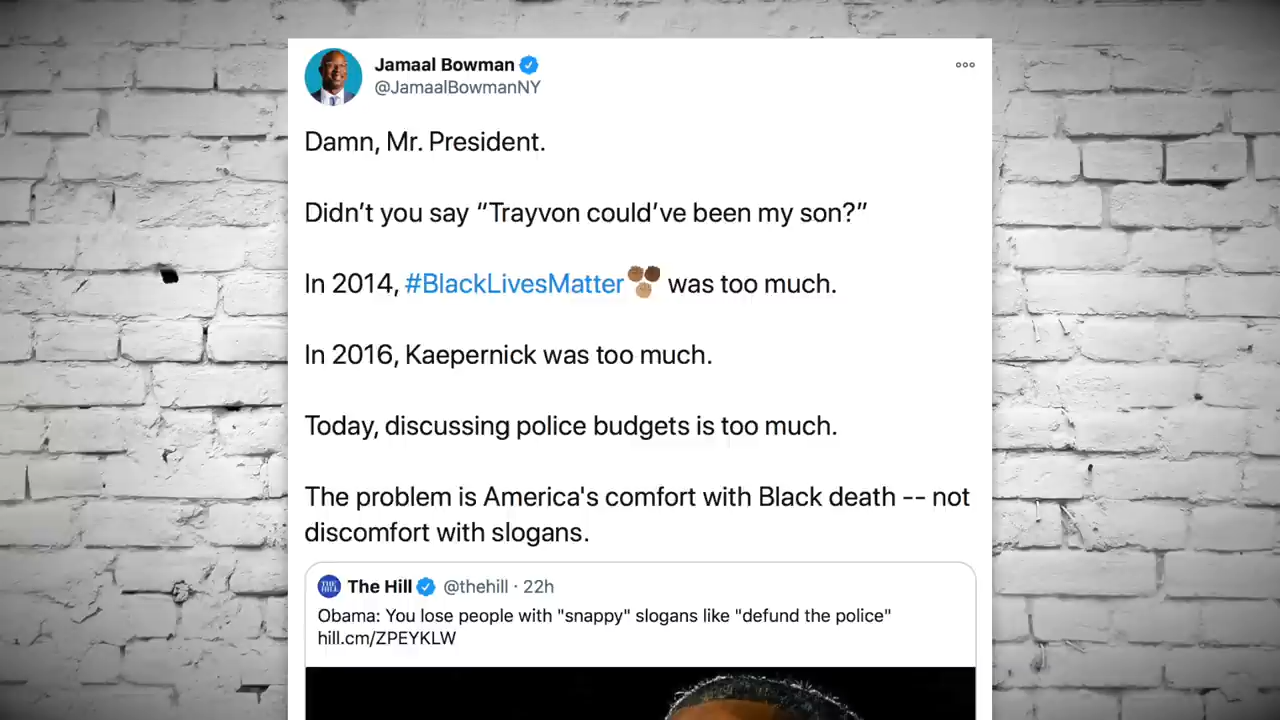 Jamaal Bowman
@JamaalBowmanNY
Damn, Mr. President.
Didn’t you say “Trayvon could’ve been my son?”
In 2014, #BlackLivesMatter was too much.
In 2016, Kaepernick was too much.
Today, discussing police budgets is too much.
The problem is America's comfort with Black death -- not
discomfort with slogans.
THE HILL
The Hill @thehill · 22h
Obama: You lose people with "snappy" slogans like "defund the police"
hill.cm/ZPEYKLW